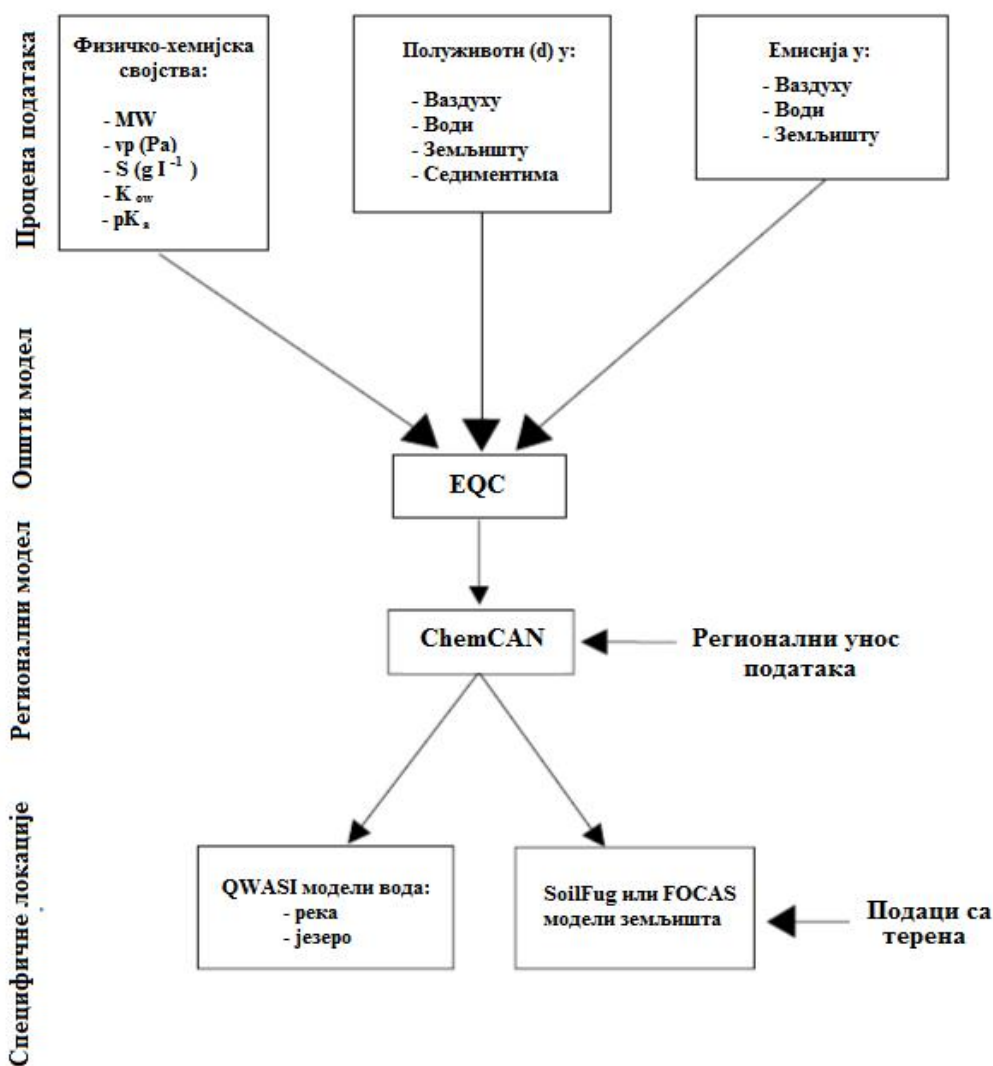 Процена података
Физичко-хемијска
својства:
- MW
- vp (Pa)
- S (g l⁻¹ )
- K ow
- pK a
Полуживоти (d) у:
- Ваздуху
- Води
- Земљишту
- Седиментима
Емисија у:
- Ваздуху
- Води
- Земљишту
Општи модел
EQC
Регионални модел
ChemCAN
Регионални унос
података
Специфичне локације
QWASI модели вода:
- река
- језеро
SoilFug или FOCAS
модели земљишта
Подаци са
терена